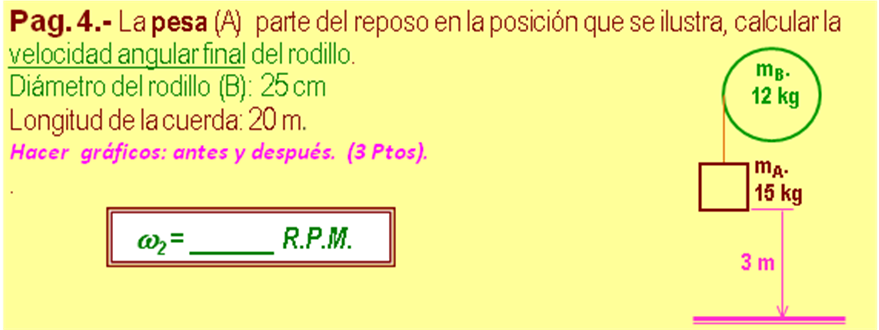 Pag. 4.- La pesa (A) parte del reposo en la posición que se ilustra, calcular la
velocidad angular final del rodillo.
Diámetro del rodillo (B): 25 cm
Longitud de la cuerda: 20 m.
Hacer gráficos: antes y después. (3 Ptos).
.
ω₂ = ______ R.P.M.
mB.
12 kg
mA.
15 kg
3 m